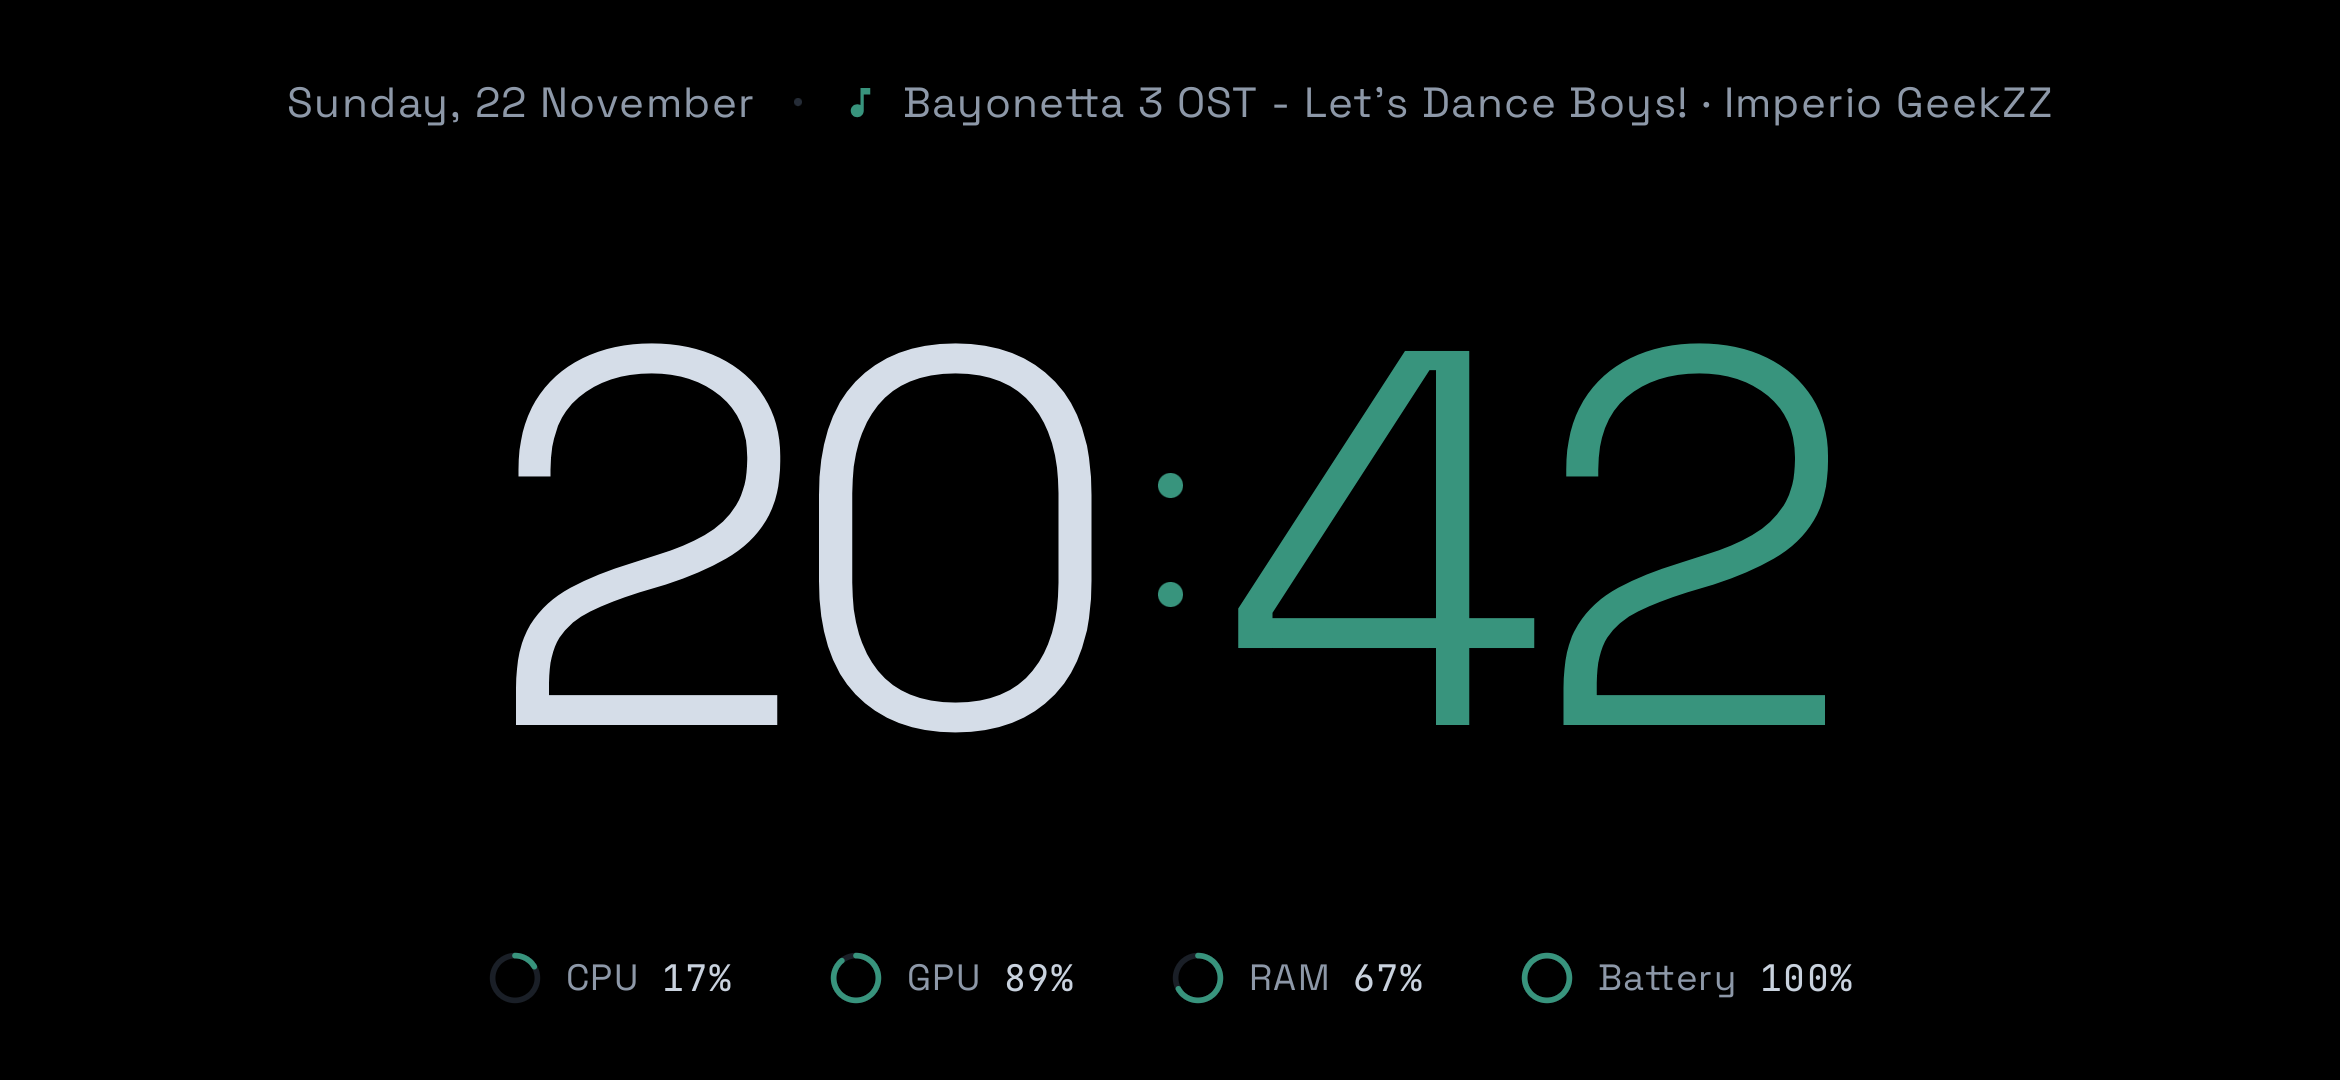 Sunday, 22 November · Bayonetta 3 OST - Let's Dance Boys! · Imperio GeekZZ
20:42
CPU 17% GPU 89% RAM 67% Battery 100%